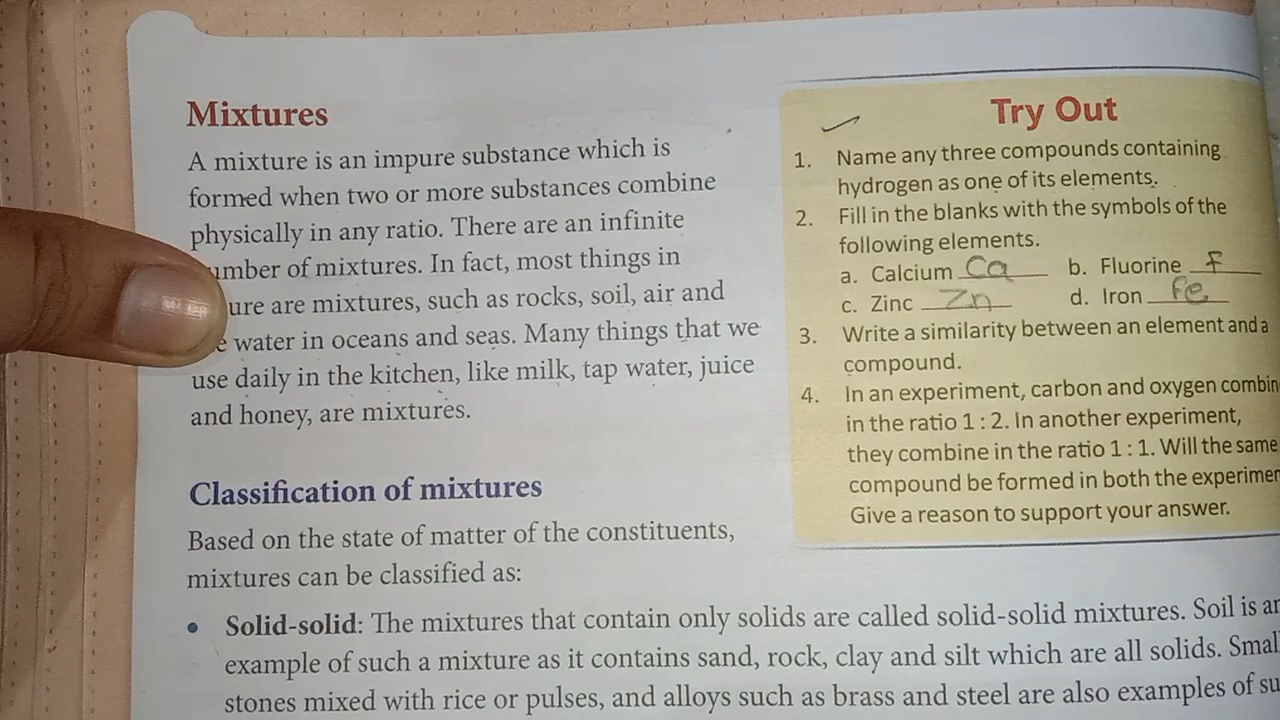 Mixtures
A mixture is an impure substance which is
formed when two or more substances combine
physically in any ratio. There are an infinite
of mixtures. In fact, most things in
are mixtures, such as rocks, soil, air and
water in oceans and seas. Many things that we
use daily in the kitchen, like milk, tap water, juice
and honey, are mixtures.
Classification of mixtures
Based on the state of matter of the constituents,
mixtures can be classified as:
• Solid-solid: The mixtures that contain only solids are called solid-solid mixtures. Soil is
example of such a mixture as it contains sand, rock, clay and silt which are all solids.
stones mixed with rice or pulses, and alloys such as brass and steel are also examples of
Try Out
1. Name any three compounds containing
hydrogen as one of its elements.
2. Fill in the blanks with the symbols of the
following elements.
a. Calcium Ca b. Fluorine F
c. Zinc Zn d. Iron Fe
3. Write a similarity between an element and a
compound.
4. In an experiment, carbon and oxygen
in the ratio 1 : 2. In another experiment,
they combine in the ratio 1 : 1. Will the same
compound be formed in both the
Give a reason to support your answer.